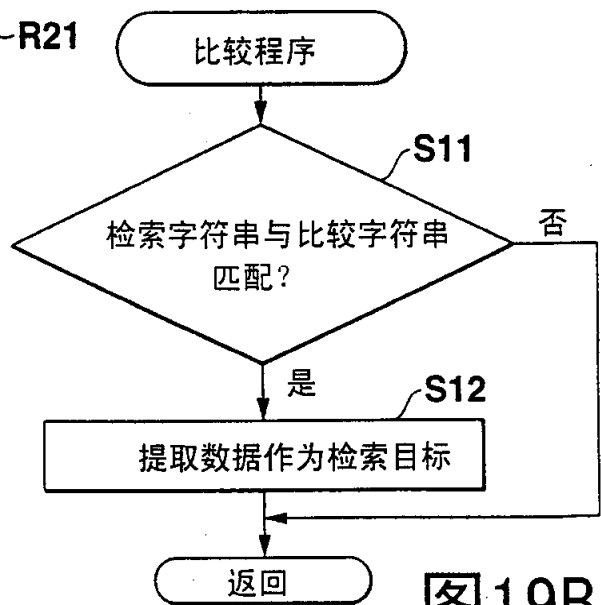 R21
比较程序
S11
检索字符串与比较字符串
匹配?
否
是
S12
提取数据作为检索目标
返回
图19B